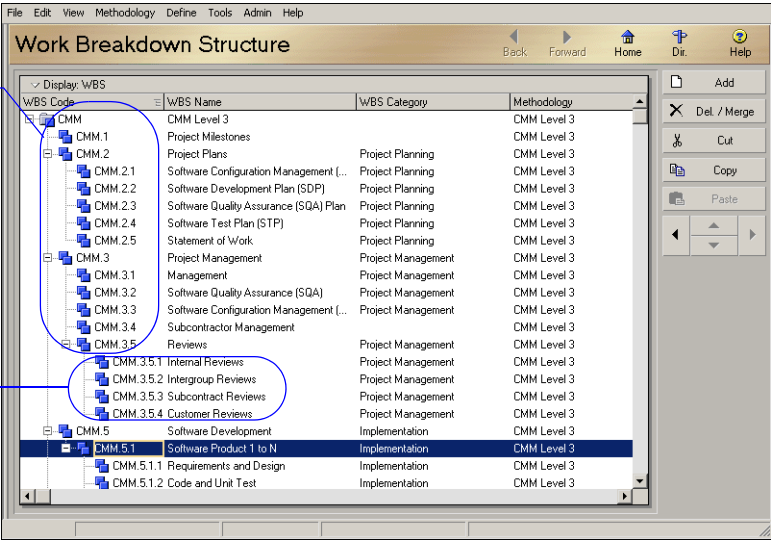 File Edit View Methodology Define Tools Admin Help
Work Breakdown Structure
Back Forward Home Dir. Help
Display: WBS
WBS Code WBS Name WBS Category Methodology
CMM CMM Level 3 CMM Level 3
CMM.1 Project Milestones CMM Level 3
CMM.2 Project Plans Project Planning CMM Level 3
CMM.2.1 Software Configuration Management (... Project Planning CMM Level 3
CMM.2.2 Software Development Plan (SDP) Project Planning CMM Level 3
CMM.2.3 Software Quality Assurance (SQA) Plan Project Planning CMM Level 3
CMM.2.4 Software Test Plan (STP) Project Planning CMM Level 3
CMM.2.5 Statement of Work Project Planning CMM Level 3
CMM.3 Project Management Project Management CMM Level 3
CMM.3.1 Management Project Management CMM Level 3
CMM.3.2 Software Quality Assurance (SQA) Project Management CMM Level 3
CMM.3.3 Software Configuration Management (... Project Management CMM Level 3
CMM.3.4 Subcontractor Management CMM Level 3
CMM.3.5 Reviews Project Management CMM Level 3
CMM.3.5.1 Internal Reviews Project Management CMM Level 3
CMM.3.5.2 Intergroup Reviews Project Management CMM Level 3
CMM.3.5.3 Subcontract Reviews Project Management CMM Level 3
CMM.3.5.4 Customer Reviews Project Management CMM Level 3
CMM.5 Software Development Implementation CMM Level 3
CMM.5.1 Software Product 1 to N Implementation CMM Level 3
CMM.5.1.1 Requirements and Design Implementation CMM Level 3
CMM.5.1.2 Code and Unit Test Implementation CMM Level 3
Add
Del. / Merge
Cut
Copy
Paste